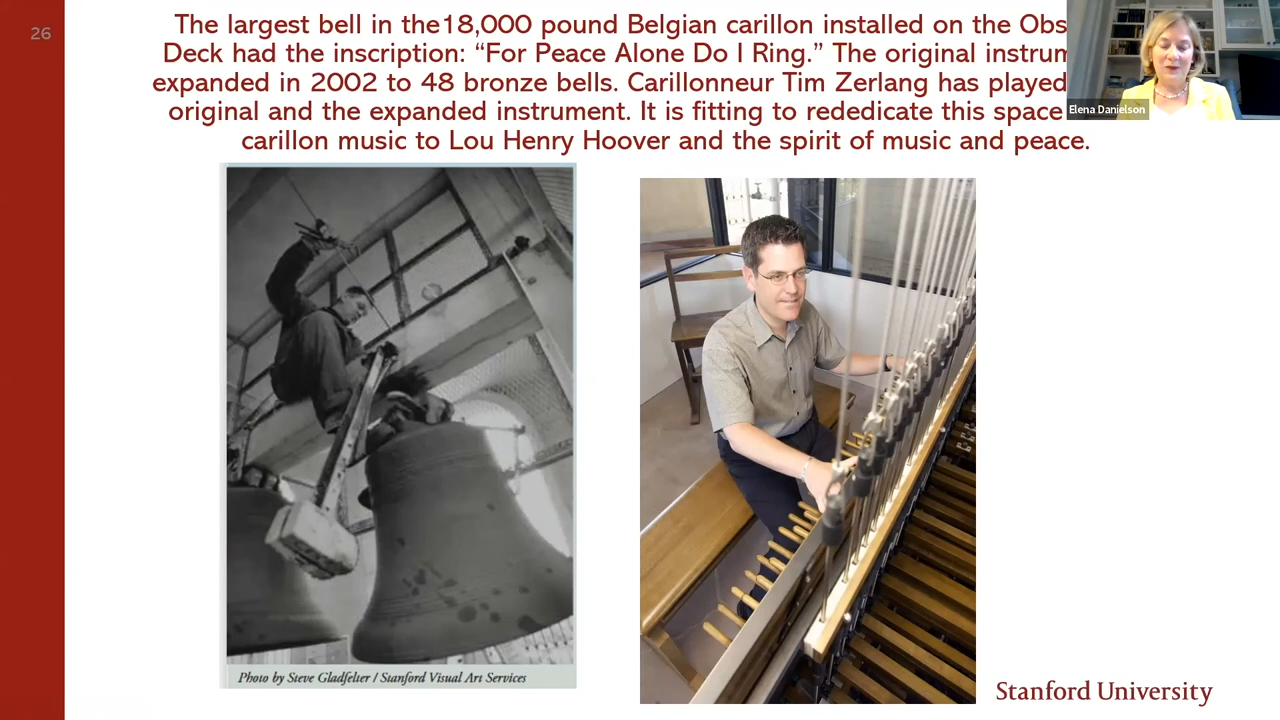 26
The largest bell in the18,000 pound Belgian carillon installed on the
Deck had the inscription: “For Peace Alone Do I Ring.” The original
expanded in 2002 to 48 bronze bells. Carillonneur Tim Zerlang has played
original and the expanded instrument. It is fitting to rededicate this space
carillon music to Lou Henry Hoover and the spirit of music and peace.
Elena Danielson
Photo by Steve Gladfelter / Stanford Visual Art Services
Stanford University